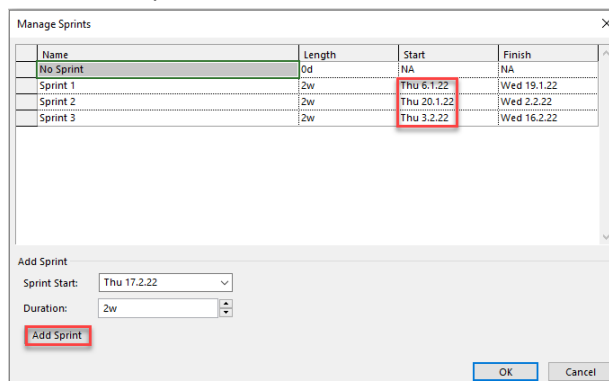 Manage Sprints
Name Length Start Finish
No Sprint 0d NA NA
Sprint 1 2w Thu 6.1.22 Wed 19.1.22
Sprint 2 2w Thu 20.1.22 Wed 2.2.22
Sprint 3 2w Thu 3.2.22 Wed 16.2.22
Add Sprint
Sprint Start: Thu 17.2.22
Duration: 2w
Add Sprint
OK Cancel